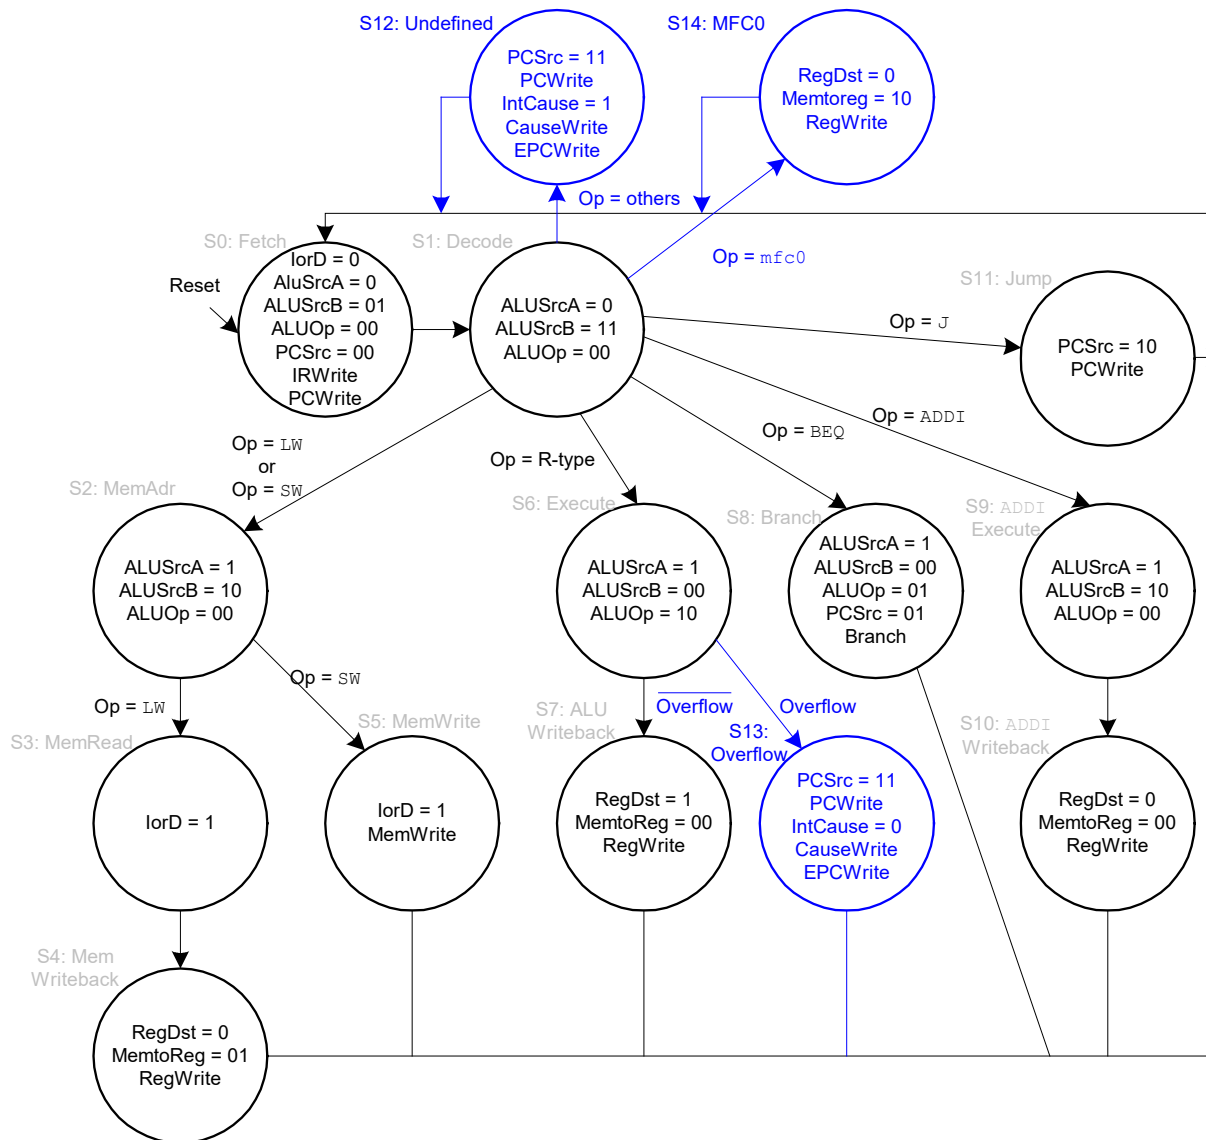 S12: Undefined
PCSrc = 11
PCWrite
IntCause = 1
CauseWrite
EPCWrite
S14: MFC0
RegDst = 0
Memtoreg = 10
RegWrite
Op = others
Op = mfc0
S0: Fetch
Reset
IorD = 0
AluSrcA = 0
ALUSrcB = 01
ALUOp = 00
PCSrc = 00
IRWrite
PCWrite
S1: Decode
ALUSrcA = 0
ALUSrcB = 11
ALUOp = 00
S11: Jump
Op = J
PCSrc = 10
PCWrite
Op = LW
or
Op = SW
Op = R-type
Op = BEQ
Op = ADDI
S2: MemAdr
ALUSrcA = 1
ALUSrcB = 10
ALUOp = 00
S6: Execute
ALUSrcA = 1
ALUSrcB = 00
ALUOp = 10
S8: Branch
ALUSrcA = 1
ALUSrcB = 00
ALUOp = 01
PCSrc = 01
Branch
S9: ADDI
Execute
ALUSrcA = 1
ALUSrcB = 10
ALUOp = 00
Op = LW
Op = SW
Overflow
Overflow
S3: MemRead
IorD = 1
S5: MemWrite
IorD = 1
MemWrite
S7: ALU
Writeback
RegDst = 1
MemtoReg = 00
RegWrite
S13:
Overflow
PCSrc = 11
PCWrite
IntCause = 0
CauseWrite
EPCWrite
S10: ADDI
Writeback
RegDst = 0
MemtoReg = 00
RegWrite
S4: Mem
Writeback
RegDst = 0
MemtoReg = 01
RegWrite